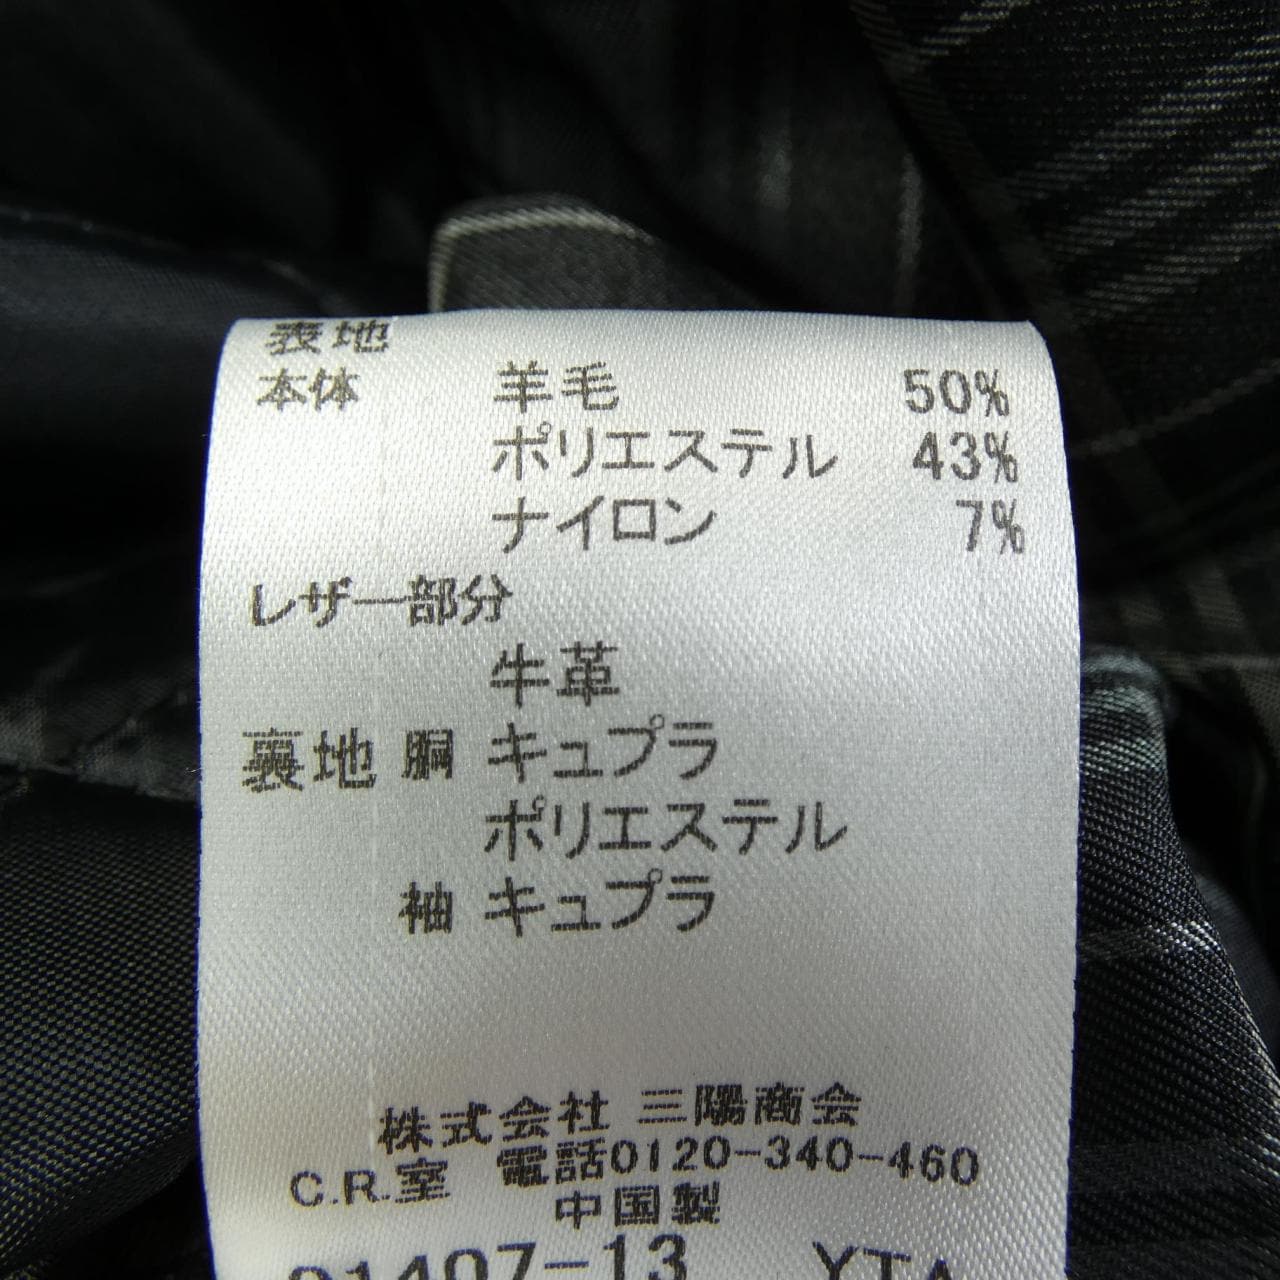 表地
本体 羊毛 50%
ポリエステル 43%
ナイロン 7%
レザー部分
牛革
裏地 胴 キュプラ
ポリエステル
袖 キュプラ
株式会社 三陽商会
C.R.室 電話0120-340-460
中国製
91407-13 YTA